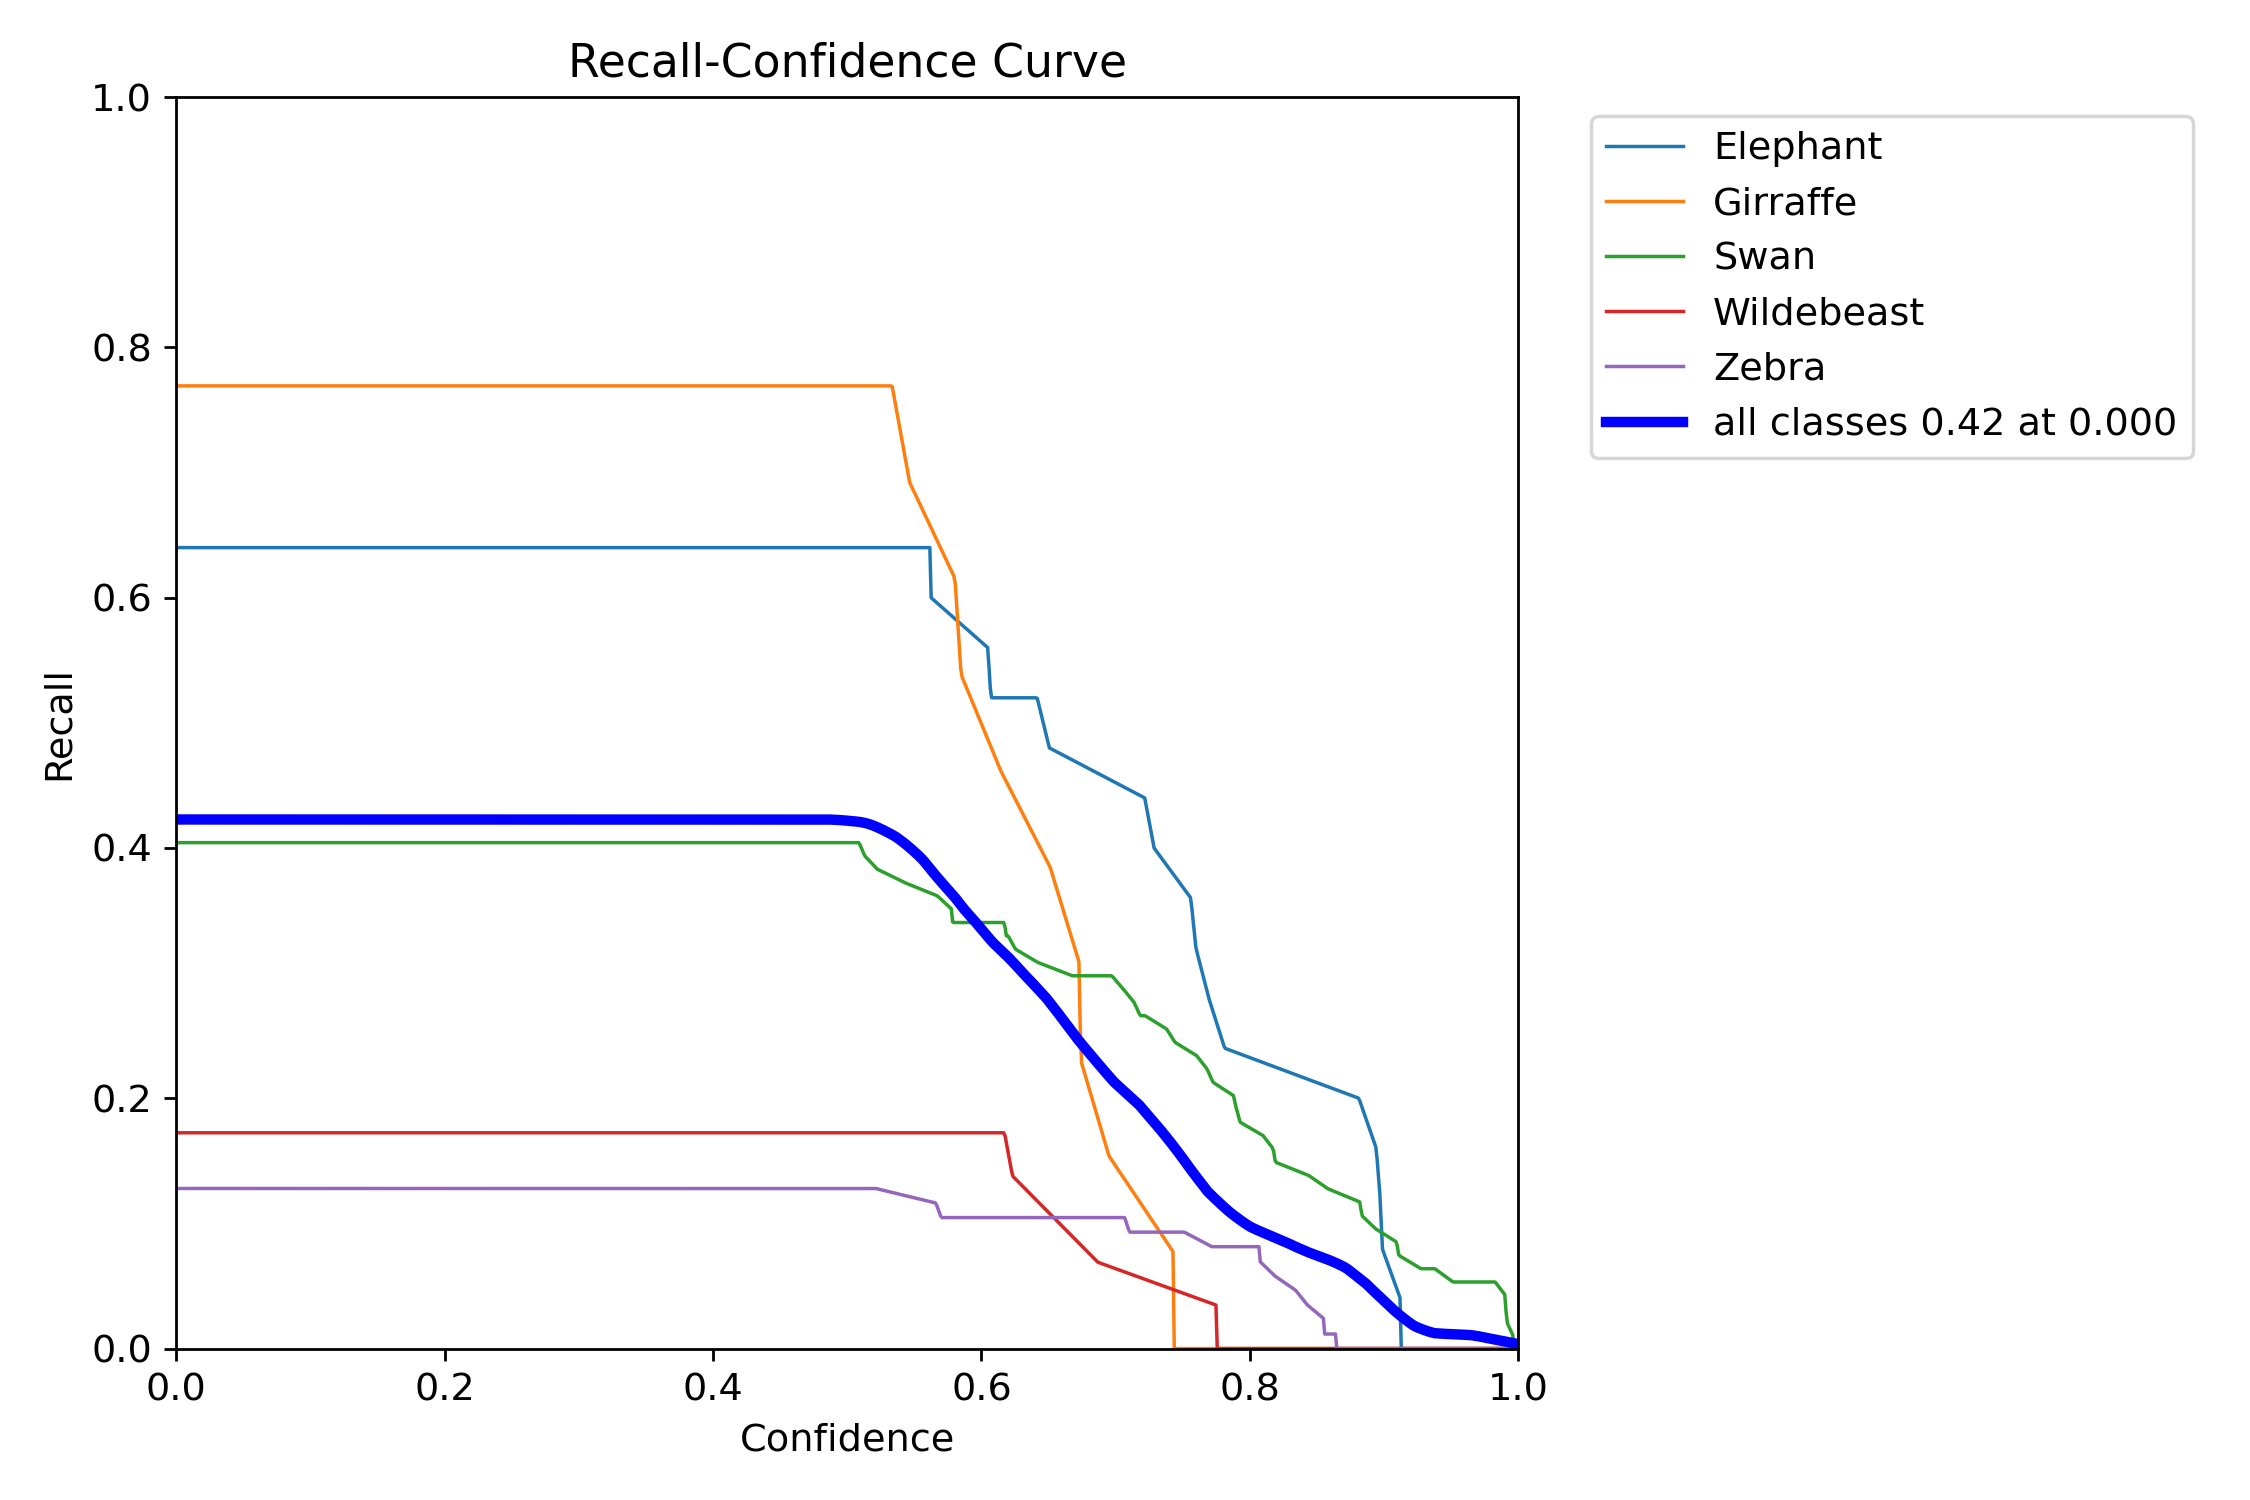 Recall-Confidence Curve
1.0
0.8
0.6
0.4
0.2
0.0
Recall
0.0 0.2 0.4 0.6 0.8 1.0
Confidence
Elephant
Girraffe
Swan
Wildebeast
Zebra
all classes 0.42 at 0.000